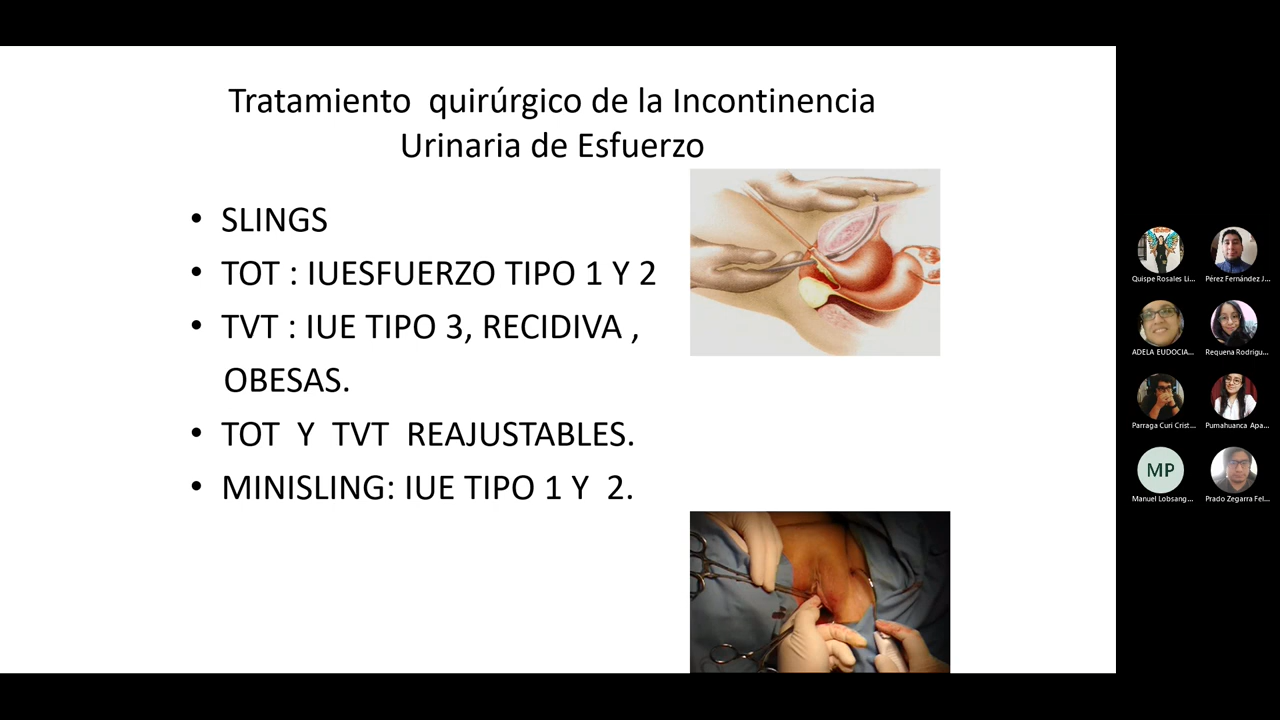 Tratamiento quirúrgico de la Incontinencia
Urinaria de Esfuerzo
• SLINGS
• TOT : IUESFUERZO TIPO 1 Y 2
• TVT : IUE TIPO 3, RECIDIVA ,
OBESAS.
• TOT Y TVT REAJUSTABLES.
• MINISLING: IUE TIPO 1 Y 2.
Quispe Rosales Li... Pérez Fernández J...
ADELA EUDOCIA... Requena Rodrigu...
Parraga Curi Crist... Pumahuanca Apa...
MP
Manuel Lobsang... Prado Zegarra Fel...